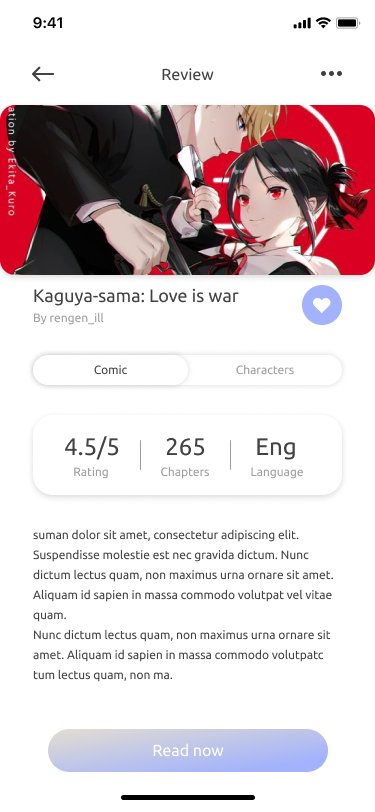 9:41
Review
ation by Ekita_Kuro
Kaguya-sama: Love is war
By rengen_ill
Comic
Characters
4.5/5
265
Eng
Rating
Chapters
Language
suman dolor sit amet, consectetur adipiscing elit.
Suspendisse molestie est nec gravida dictum. Nunc
dictum lectus quam, non maximus urna ornare sit amet.
Aliquam id sapien in massa commodo volutpat vel vitae
quam.
Nunc dictum lectus quam, non maximus urna ornare sit
amet. Aliquam id sapien in massa commodo volutpatc
tum lectus quam, non ma.
Read now